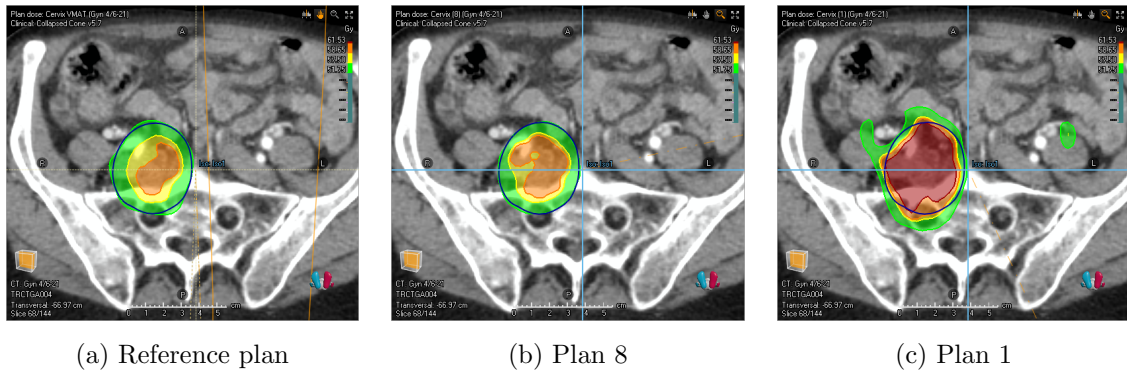 Plan dose: Cervix VMAT (Gyn 4/6-21)
Clinical: Collapsed Cone v5.7
A
Gy
61.53
58.65
57.50
51.75
R
L
CT_Gyn 4/6-21
TRCTGA004
Transversal: -66.97 cm
Slice 68/144
P
0 1 2 3 4 5 cm
Plan dose: Cervix (8) (Gyn 4/6-21)
Clinical: Collapsed Cone v5.7
A
Gy
61.53
58.65
57.50
51.75
R
L
CT_Gyn 4/6-21
TRCTGA004
Transversal: -66.97 cm
Slice 68/144
P
0 1 2 3 4 5 cm
Plan dose: Cervix (1) (Gyn 4/6-21)
Clinical: Collapsed Cone v5.7
A
Gy
61.53
58.65
57.50
51.75
R
L
CT_Gyn 4/6-21
TRCTGA004
Transversal: -66.97 cm
Slice 68/144
P
0 1 2 3 4 5 cm
(a) Reference plan
(b) Plan 8
(c) Plan 1